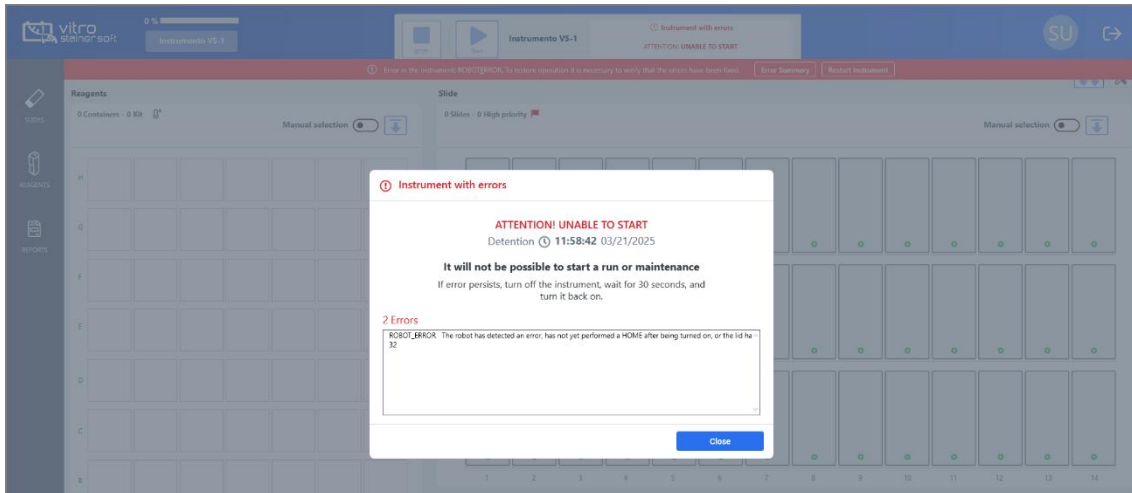 vitro
stainersoft
0 %
Instrumento VS-1
STOP
Start
Instrumento VS-1
Instrument with errors
ATTENTION! UNABLE TO START
SU
Error in the instrument: ROBOT_ERROR. To restore operation it is necessary to verify that the errors have been fixed.
Error Summary
Restart Instrument
SLIDES
REAGENTS
REPORTS
Reagents
0 Containers - 0 Kit
Manual selection
Slide
0 Slides - 0 High priority
Manual selection
H
G
F
E
D
C
B
Instrument with errors
ATTENTION! UNABLE TO START
Detention 11:58:42 03/21/2025
It will not be possible to start a run or maintenance
If error persists, turn off the instrument, wait for 30 seconds, and
turn it back on.
2 Errors
ROBOT_ERROR. The robot has detected an error, has not yet performed a HOME after being turned on, or the lid ha
32
Close
1 2 3 4 5 6 7 8 9 10 11 12 13 14